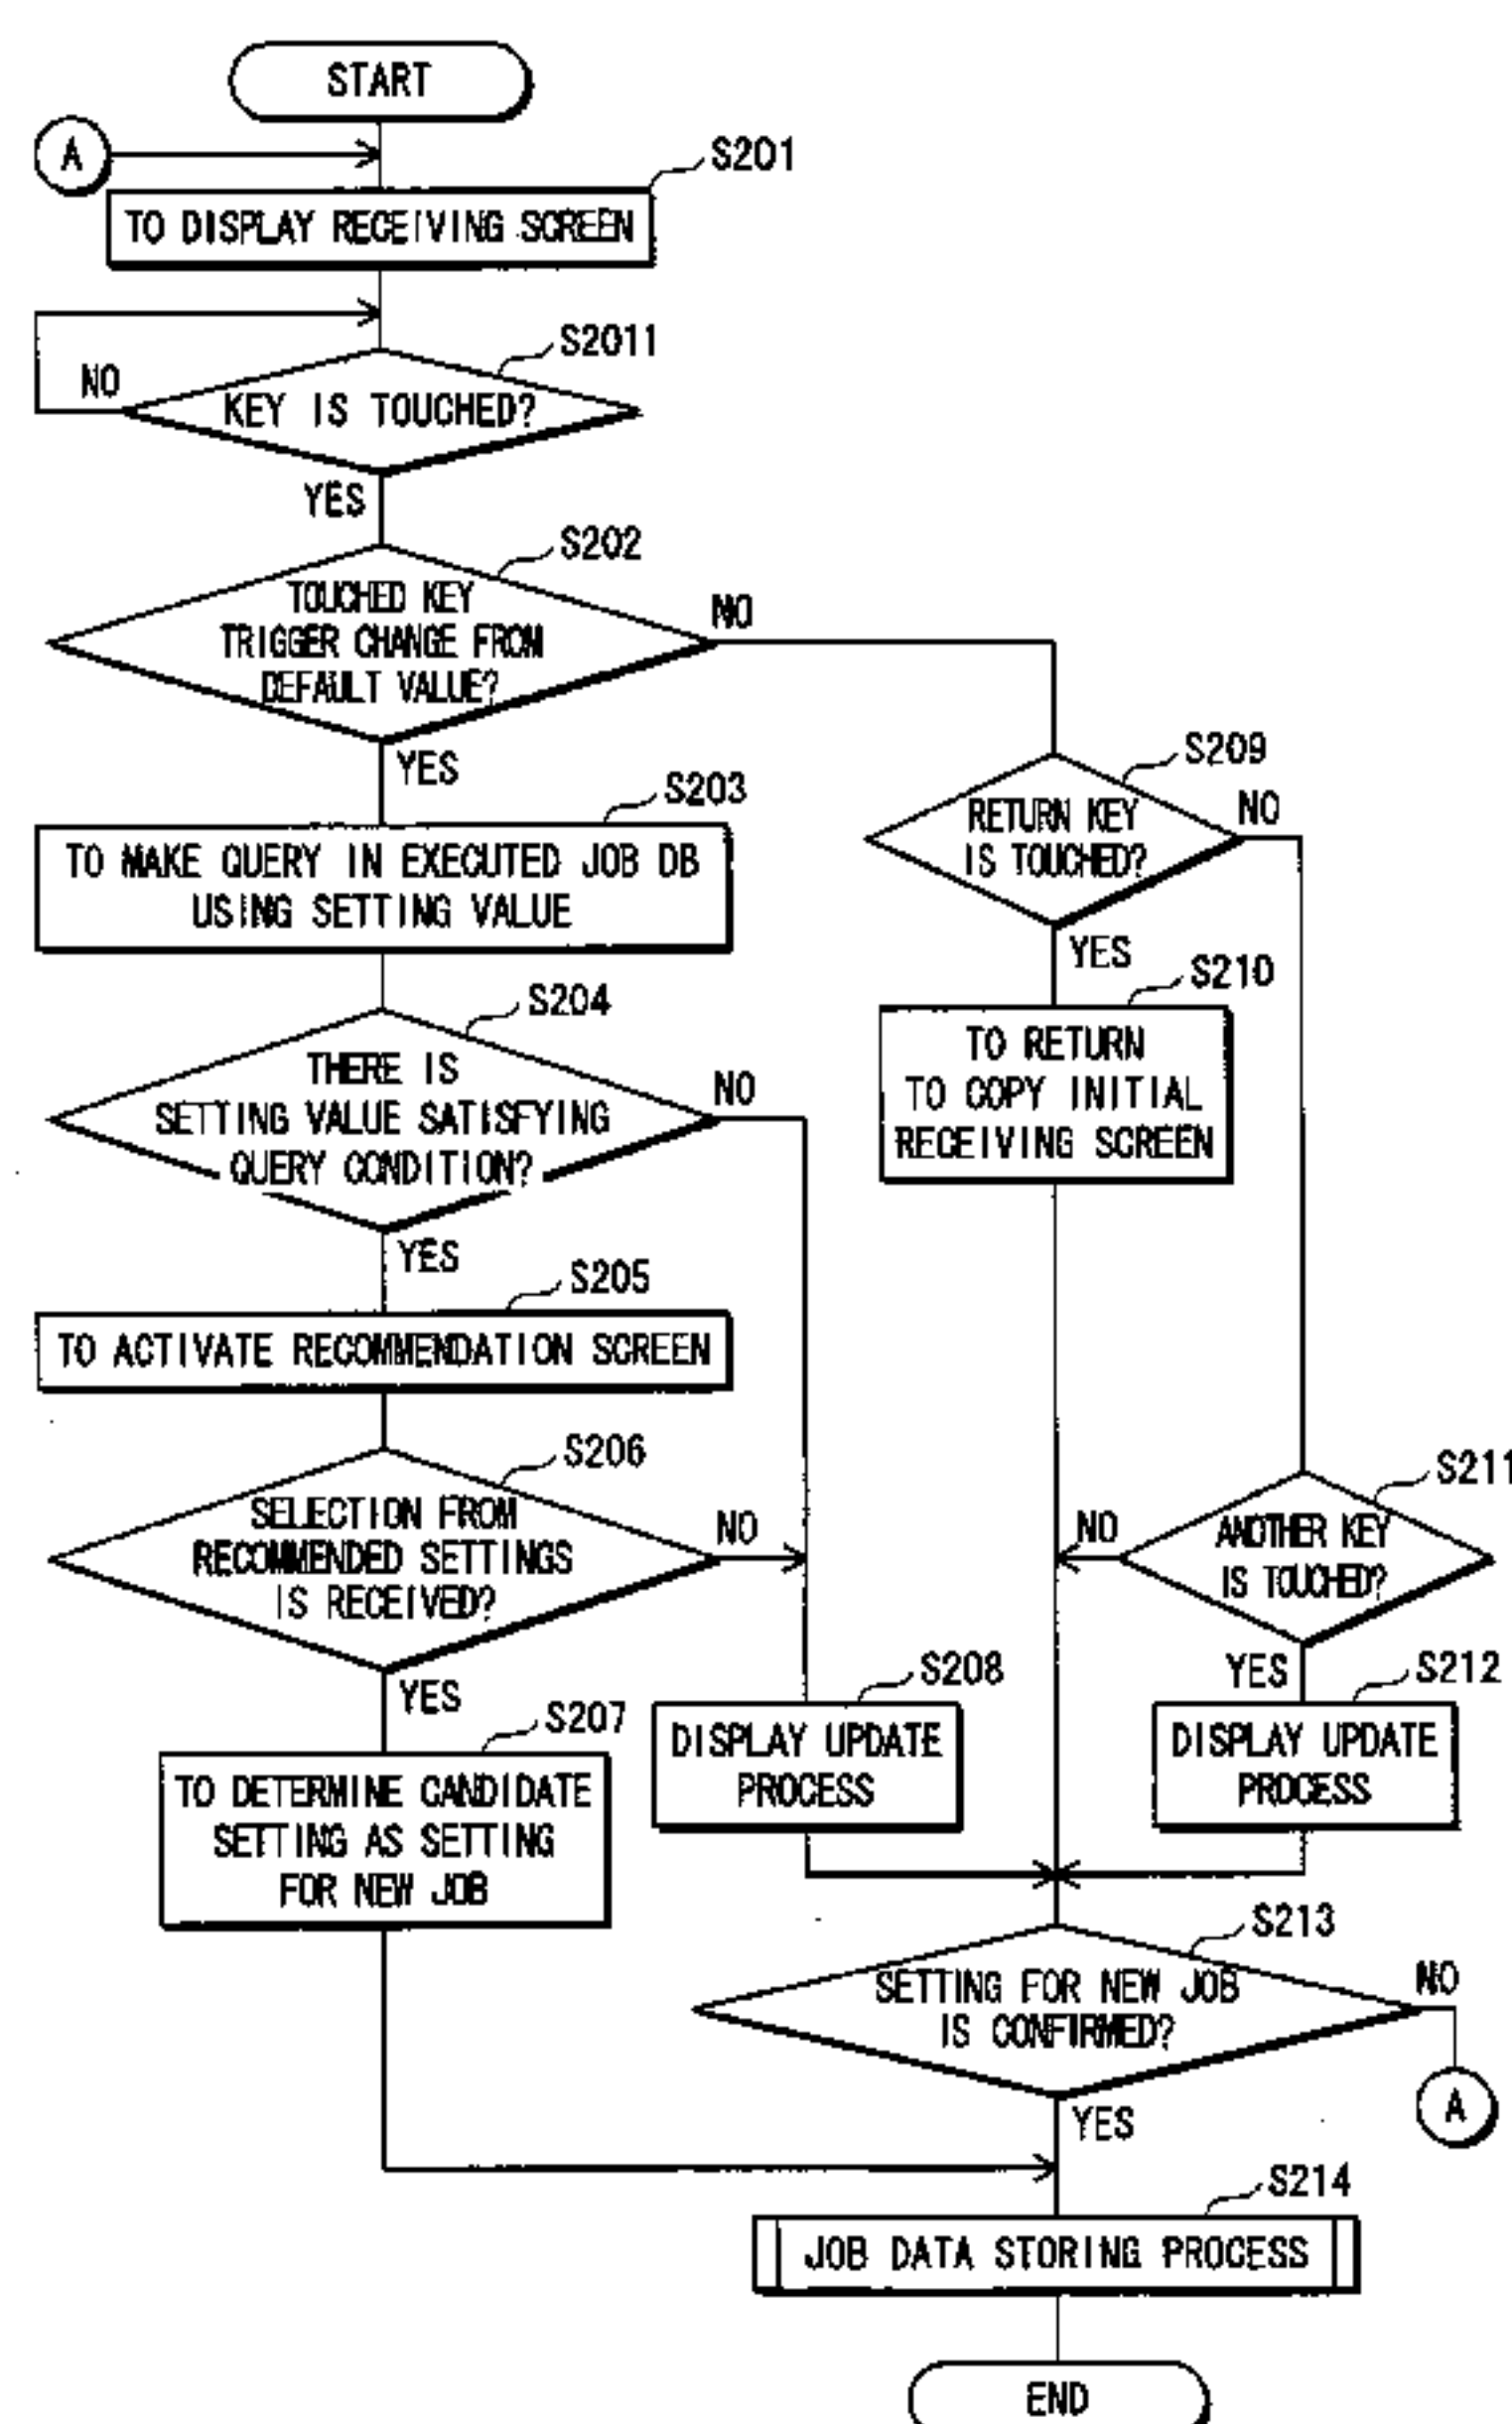 START
A
S201
TO DISPLAY RECEIVING SCREEN
S2011
NO
KEY IS TOUCHED?
YES
S202
TOUCHED KEY
TRIGGER CHANGE FROM
DEFAULT VALUE?
NO
YES
S203
TO MAKE QUERY IN EXECUTED JOB DB
USING SETTING VALUE
S209
RETURN KEY
IS TOUCHED?
NO
YES
S204
THERE IS
SETTING VALUE SATISFYING
QUERY CONDITION?
NO
YES
S210
TO RETURN
TO COPY INITIAL
RECEIVING SCREEN
S205
TO ACTIVATE RECOMMENDATION SCREEN
S206
SELECTION FROM
RECOMMENDED SETTINGS
IS RECEIVED?
NO
YES
S211
NO
ANOTHER KEY
IS TOUCHED?
YES
S207
TO DETERMINE CANDIDATE
SETTING AS SETTING
FOR NEW JOB
S208
DISPLAY UPDATE
PROCESS
S212
DISPLAY UPDATE
PROCESS
S213
SETTING FOR NEW JOB
IS CONFIRMED?
NO
A
YES
S214
JOB DATA STORING PROCESS
END